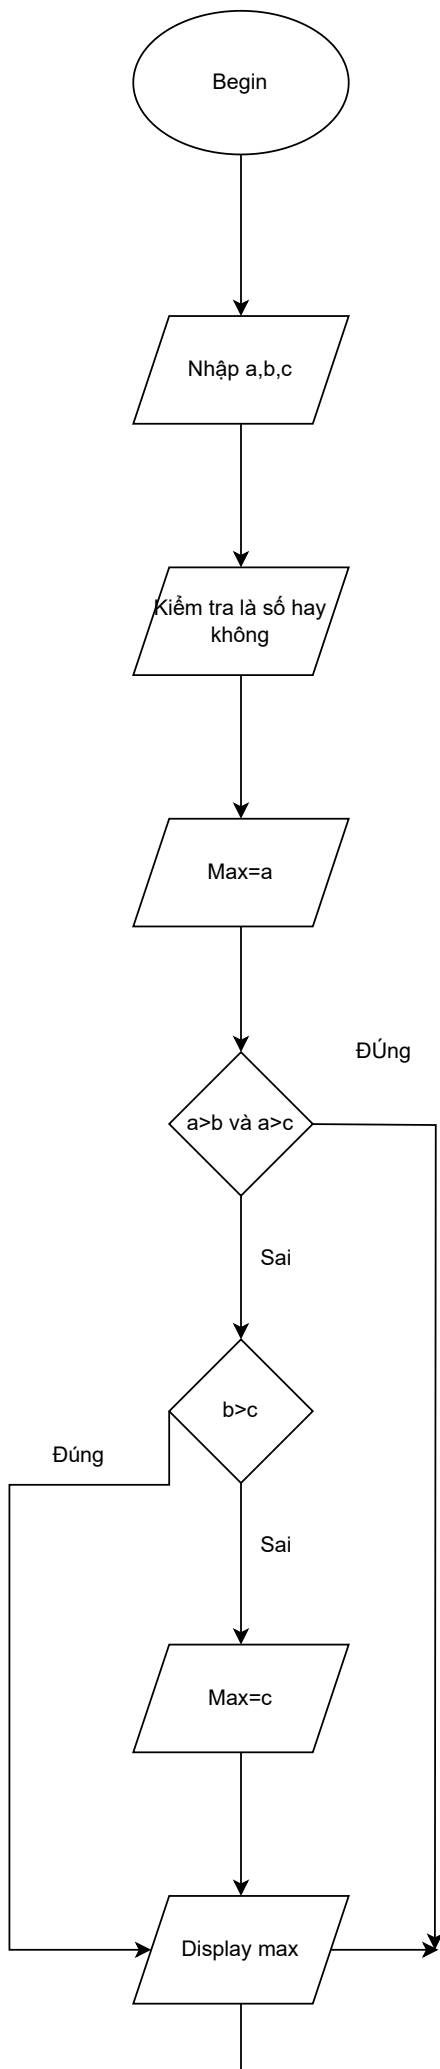 Begin
Nhập a,b,c
Kiểm tra là số hay
không
Max=a
ĐÚng
a>b và a>c
Sai
b>c
Đúng
Sai
Max=c
Display max